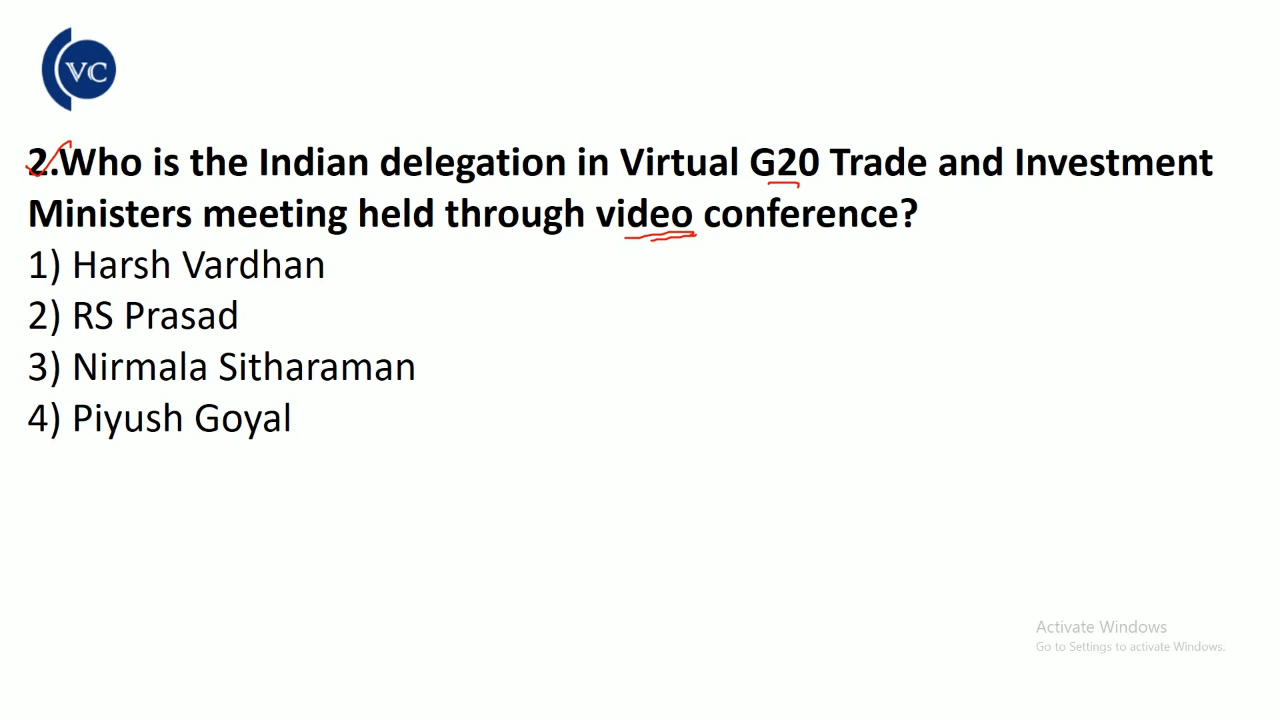 VC
2.Who is the Indian delegation in Virtual G20 Trade and Investment
Ministers meeting held through video conference?
1) Harsh Vardhan
2) RS Prasad
3) Nirmala Sitharaman
4) Piyush Goyal
Activate Windows
Go to Settings to activate Windows.